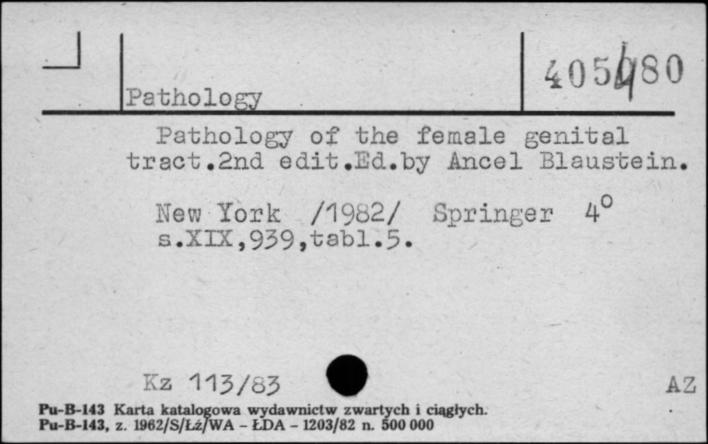 Pathology
Pathology of the female genital
tract.2nd edit.Ed.by Ancel Blaustein.
New York /1982/ Springer 4°
s.XIX,939,tabl.5.
Kz 113/83
AZ
Pu-B-143 Karta katalogowa wydawnictw zwartych i ciągłych.
Pu-B-143, z. 1962/S/Łż/WA – ŁDA – 1203/82 n. 500 000